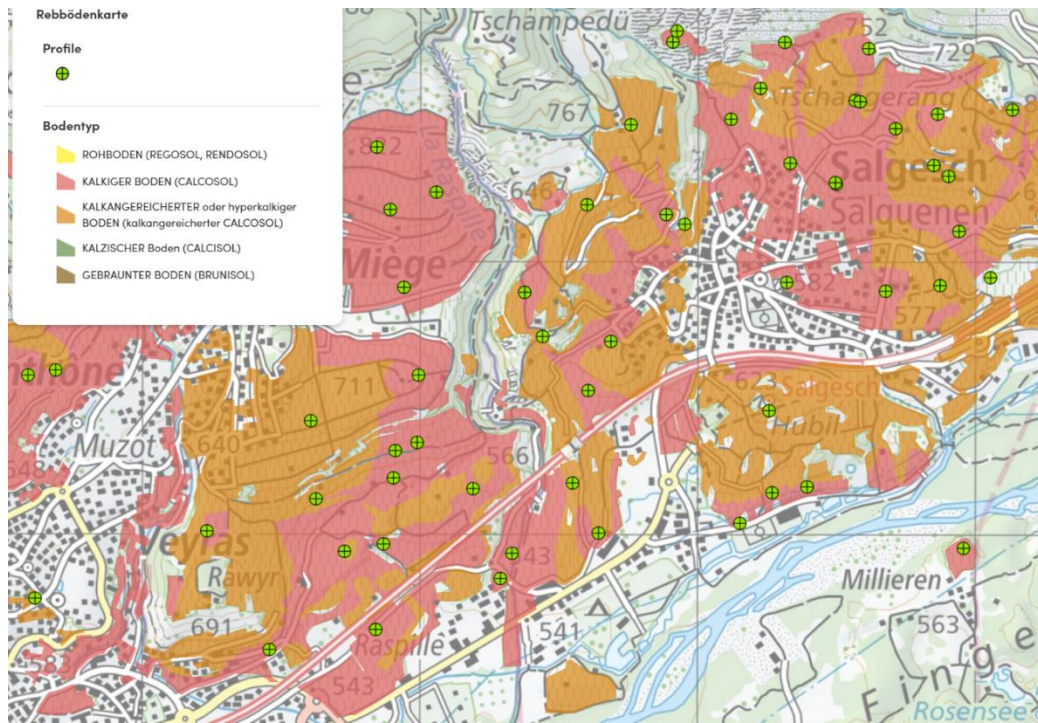 Rebbödenkarte
Profile
Bodentyp
ROHBODEN (REGOSOL, RENDOSOL)
KALKIGER BODEN (CALCOSOL)
KALKANGEREICHERTER oder hyperkalkiger
BODEN (kalkangereicherter CALCOSOL)
KALZISCHER Boden (CALCISOL)
GEBRAUNTER BODEN (BRUNISOL)
Tschampedü
752
729
767
Tschangerang
La Raspille
Salgesch
Salquenen
646
Miège
582
577
711
623
Salgesch
Hubil
Muzot
640
566
Veyras
Rawyr
691
Raspille
541
543
583
Millieren
563
Rosensee